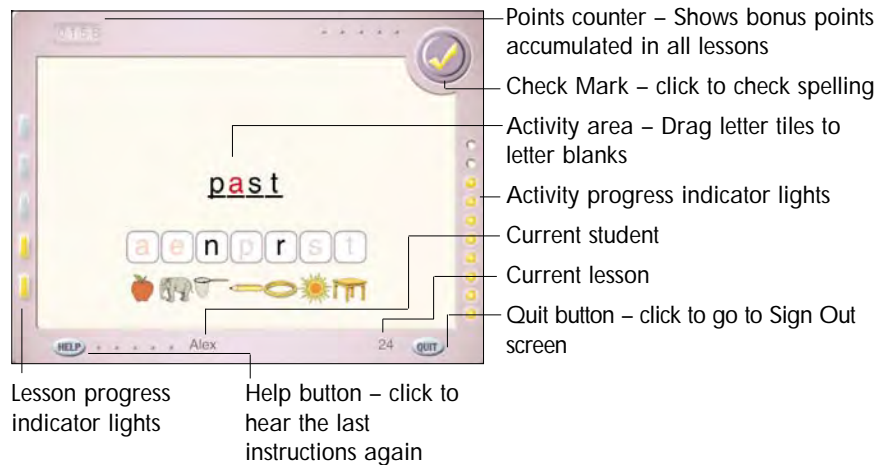 Points counter – Shows bonus points
accumulated in all lessons
Check Mark – click to check spelling
Activity area – Drag letter tiles to
letter blanks
past
Activity progress indicator lights
a e n p r s t
Current student
Current lesson
Quit button – click to go to Sign Out
screen
HELP
Alex
24
QUIT
Lesson progress
indicator lights
Help button – click to
hear the last
instructions again